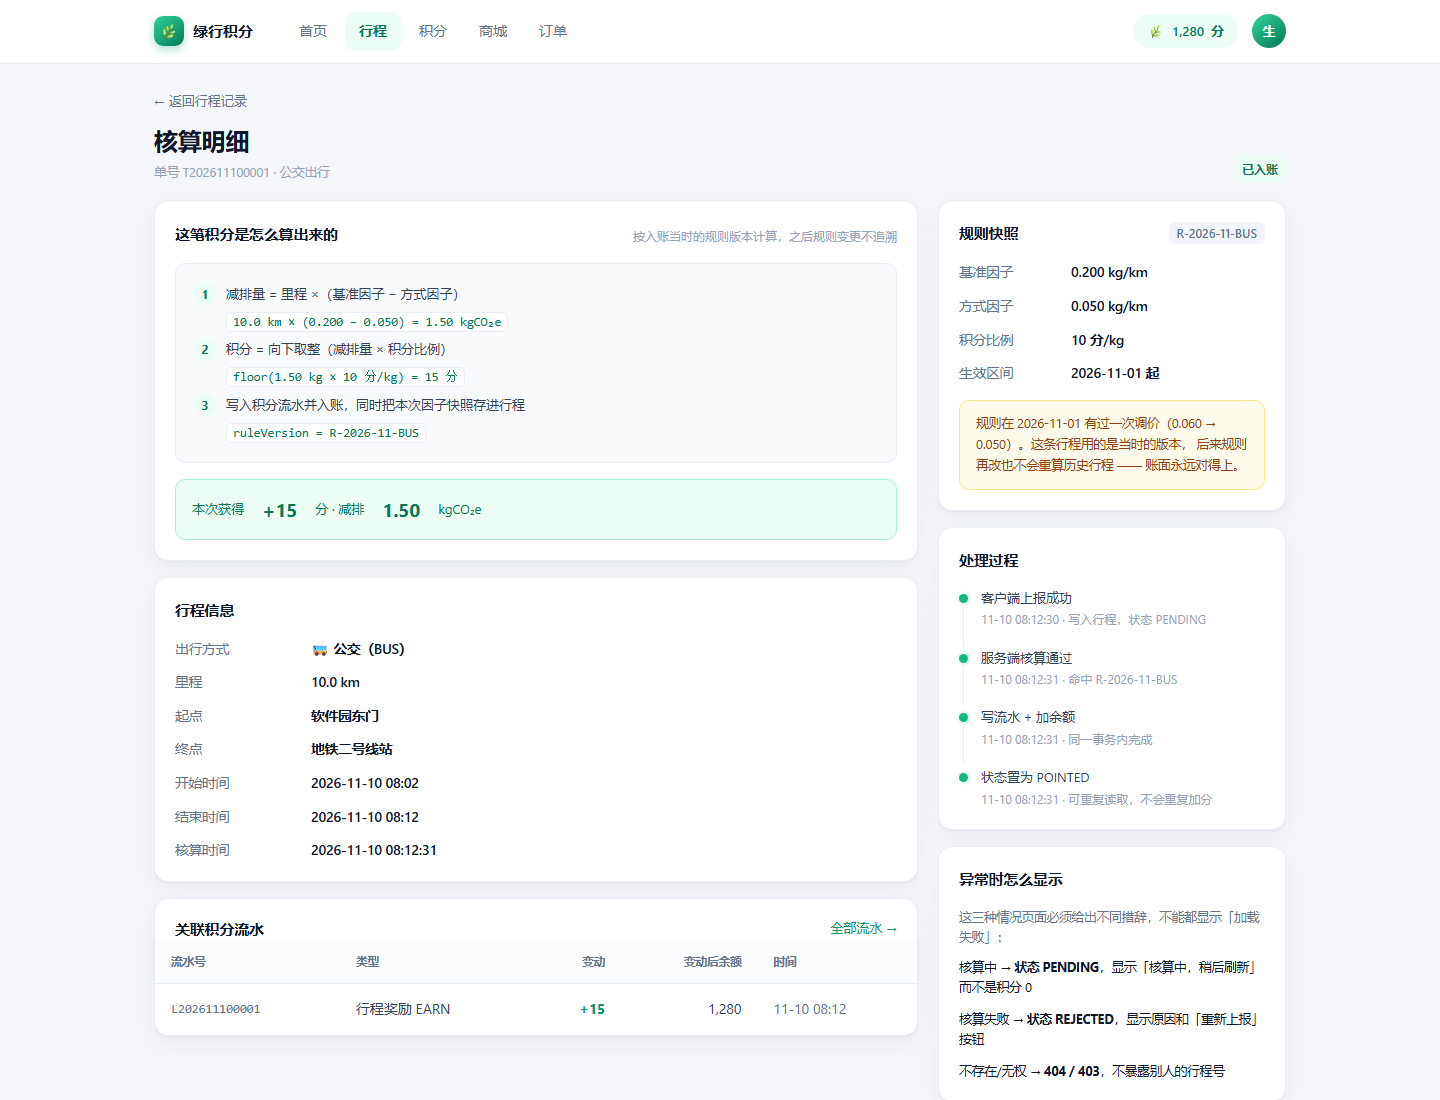 绿行积分
首页
行程
积分
商城
订单
1,280 分
生
← 返回行程记录
核算明细
单号 T202611100001 · 公交出行
已入账
这笔积分是怎么算出来的
按入账当时的规则版本计算，之后规则变更不追溯
1 减排量 = 里程 ×（基准因子 − 方式因子）
10.0 km × (0.200 − 0.050) = 1.50 kgCO₂e
2 积分 = 向下取整（减排量 × 积分比例）
floor(1.50 kg × 10 分/kg) = 15 分
3 写入积分流水并入账，同时把本次因子快照存进行程
ruleVersion = R-2026-11-BUS
本次获得 +15 分 · 减排 1.50 kgCO₂e
行程信息
出行方式 公交（BUS）
里程 10.0 km
起点 软件园东门
终点 地铁二号线站
开始时间 2026-11-10 08:02
结束时间 2026-11-10 08:12
核算时间 2026-11-10 08:12:31
关联积分流水
全部流水 →
流水号 类型 变动 变动后余额 时间
L202611100001 行程奖励 EARN +15 1,280 11-10 08:12
规则快照
R-2026-11-BUS
基准因子 0.200 kg/km
方式因子 0.050 kg/km
积分比例 10 分/kg
生效区间 2026-11-01 起
规则在 2026-11-01 有过一次调价（0.060 →
0.050）。这条行程用的是当时的版本， 后来规则
再改也不会重算历史行程 —— 账面永远对得上。
处理过程
客户端上报成功
11-10 08:12:30 · 写入行程，状态 PENDING
服务端核算通过
11-10 08:12:31 · 命中 R-2026-11-BUS
写流水 + 加余额
11-10 08:12:31 · 同一事务内完成
状态置为 POINTED
11-10 08:12:31 · 可重复读取，不会重复加分
异常时怎么显示
这三种情况页面必须给出不同措辞，不能都显示「加载
失败」：
核算中 → 状态 PENDING，显示「核算中，稍后刷新」
而不是积分 0
核算失败 → 状态 REJECTED，显示原因和「重新上报」
按钮
不存在/无权 → 404 / 403，不暴露别人的行程号